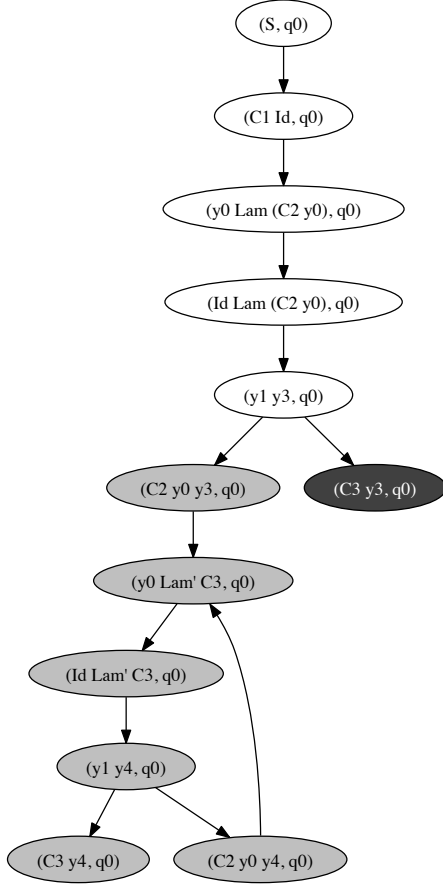 (S, q0)
(C1 Id, q0)
(y0 Lam (C2 y0), q0)
(Id Lam (C2 y0), q0)
(y1 y3, q0)
(C2 y0 y3, q0)
(C3 y3, q0)
(y0 Lam' C3, q0)
(Id Lam' C3, q0)
(y1 y4, q0)
(C3 y4, q0)
(C2 y0 y4, q0)